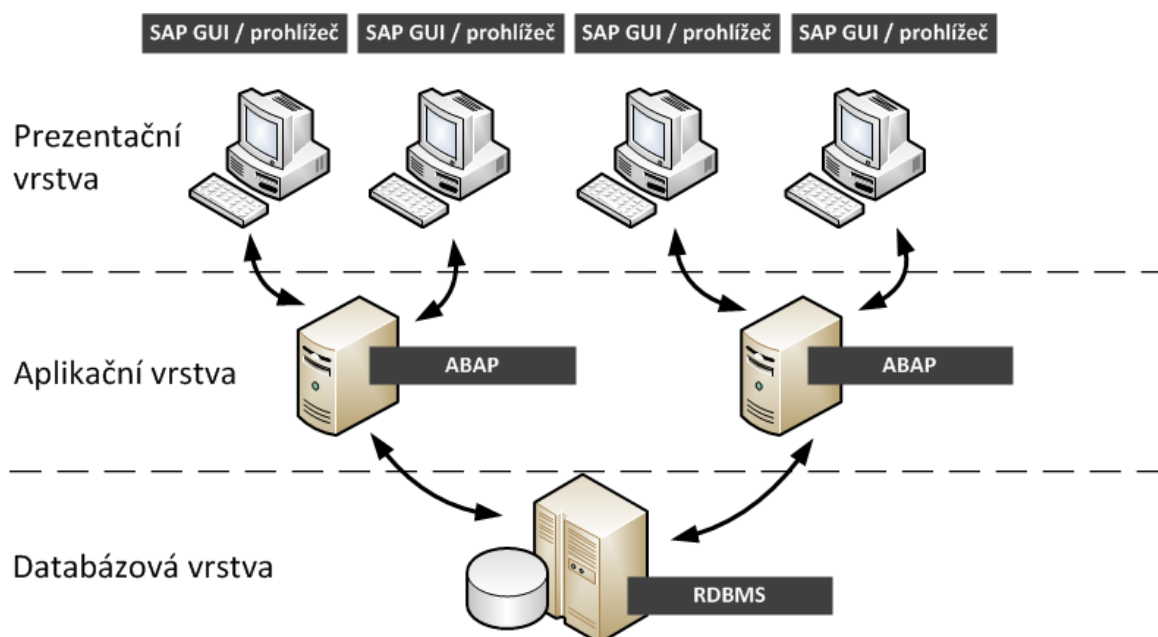 SAP GUI / prohlížeč
SAP GUI / prohlížeč
SAP GUI / prohlížeč
SAP GUI / prohlížeč
Prezentační
vrstva
Aplikační vrstva
ABAP
ABAP
Databázová vrstva
RDBMS